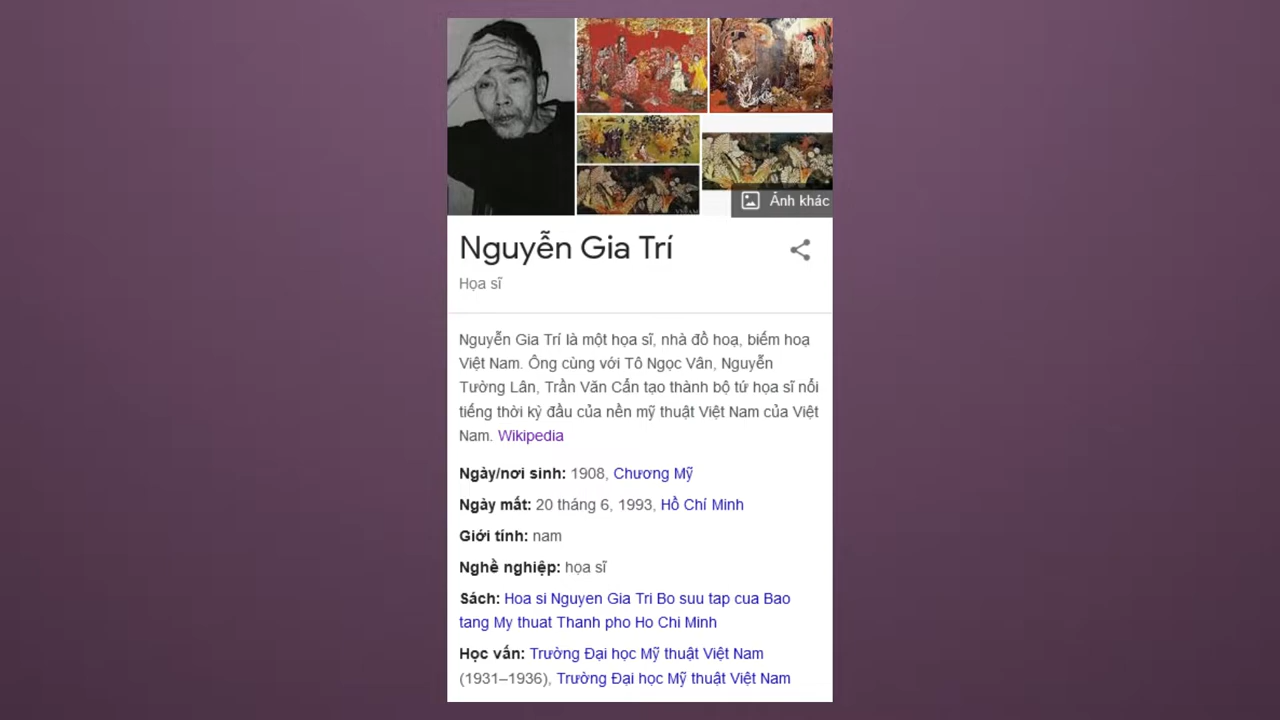 Ảnh khác
Nguyễn Gia Trí
Họa sĩ
Nguyễn Gia Trí là một họa sĩ, nhà đồ hoạ, biếm hoạ
Việt Nam. Ông cùng với Tô Ngọc Vân, Nguyễn
Tường Lân, Trần Văn Cẩn tạo thành bộ tứ họa sĩ nổi
tiếng thời kỳ đầu của nền mỹ thuật Việt Nam của Việt
Nam. Wikipedia
Ngày/nơi sinh: 1908, Chương Mỹ
Ngày mất: 20 tháng 6, 1993, Hồ Chí Minh
Giới tính: nam
Nghề nghiệp: họa sĩ
Sách: Hoa si Nguyen Gia Tri Bo suu tap cua Bao
tang My thuat Thanh pho Ho Chi Minh
Học vấn: Trường Đại học Mỹ thuật Việt Nam
(1931–1936), Trường Đại học Mỹ thuật Việt Nam